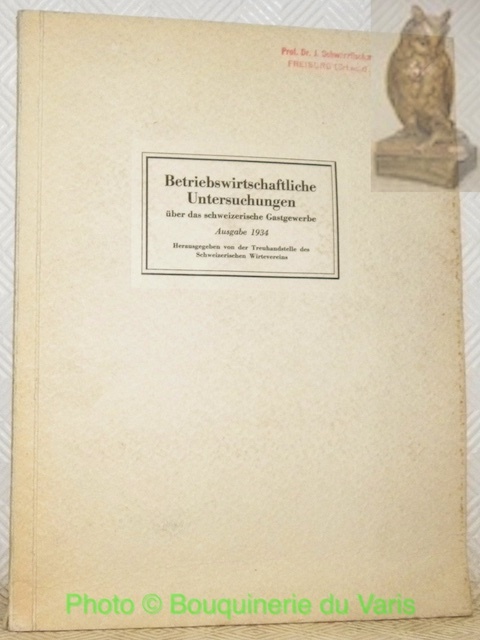 Prof. Dr. J. Schwertfeger
FREIBURG
Betriebswirtschaftliche
Untersuchungen
über das schweizerische Gastgewerbe
Ausgabe 1934
Herausgegeben von der Treuhandstelle des
Schweizerischen Wirtevereins
Photo © Bouquinerie du Varis